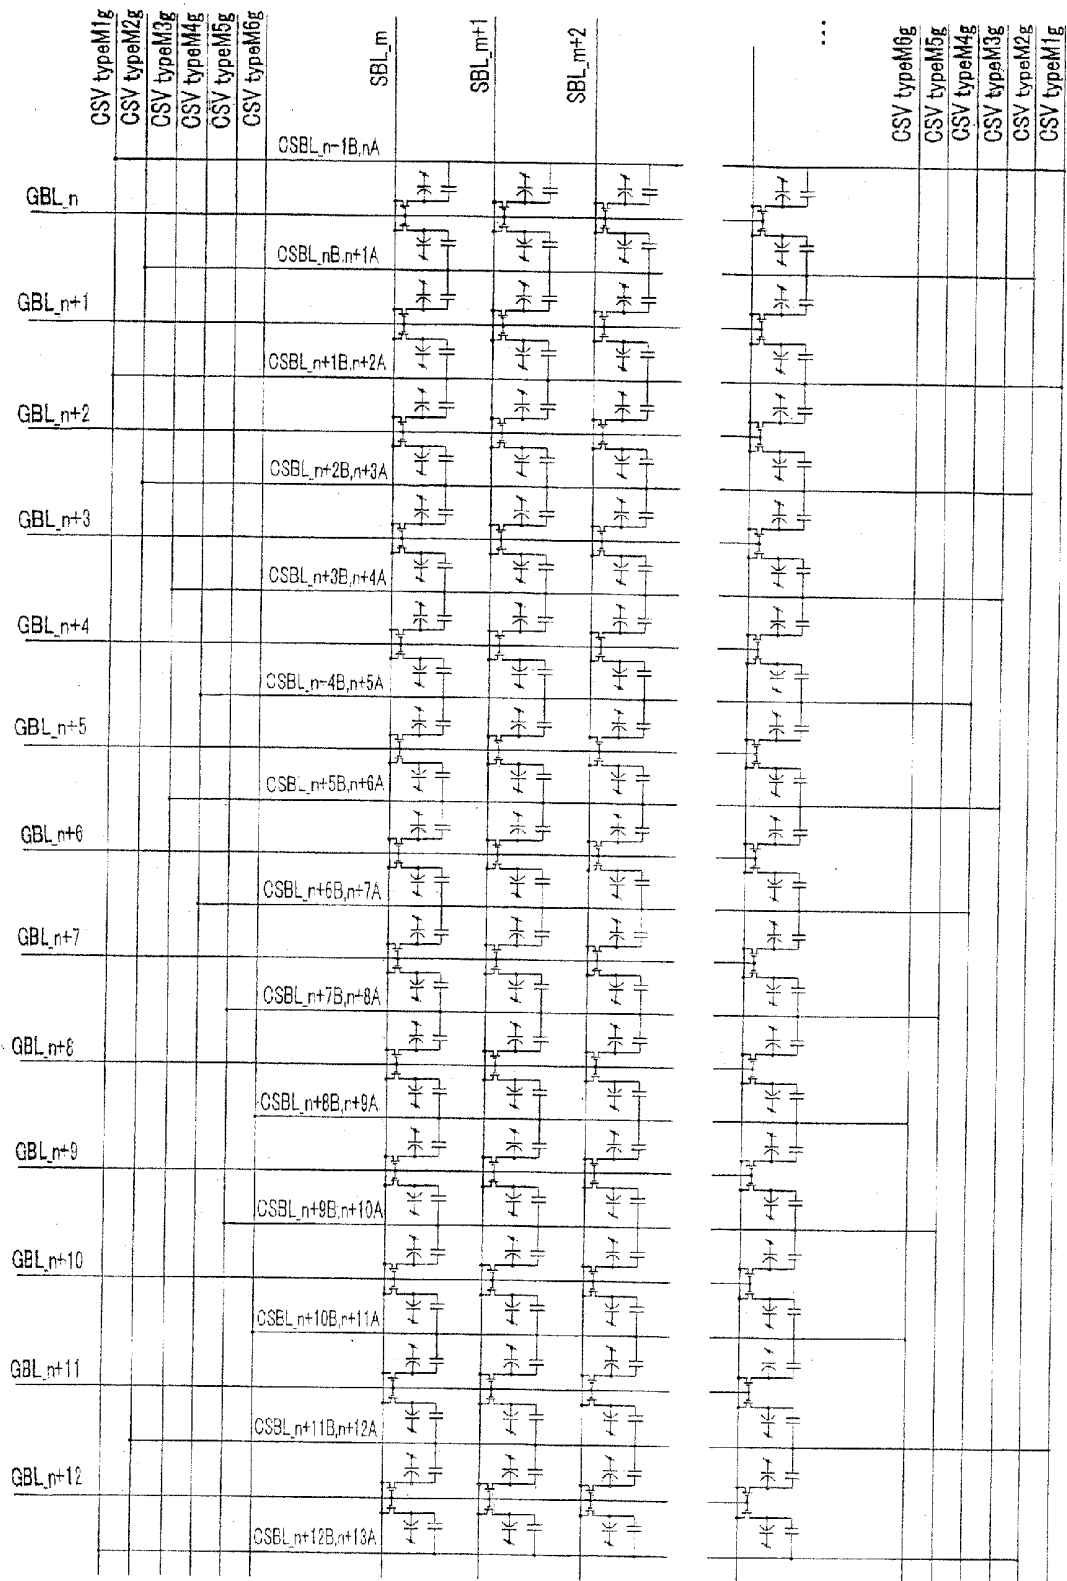 CSV typeM1g
CSV typeM2g
CSV typeM3g
CSV typeM4g
CSV typeM5g
CSV typeM6g
SBL_m
SBL_m+1
SBL_m+2
...
CSV typeM6g
CSV typeM5g
CSV typeM4g
CSV typeM3g
CSV typeM2g
CSV typeM1g
CSBL_n-1B,nA
GBL_n
CSBL_nB,n+1A
GBL_n+1
CSBL_n+1B,n+2A
GBL_n+2
CSBL_n+2B,n+3A
GBL_n+3
CSBL_n+3B,n+4A
GBL_n+4
CSBL_n-4B,n+5A
GBL_n+5
CSBL_n+5B,n+6A
GBL_n+6
CSBL_n+6B,n+7A
GBL_n+7
CSBL_n+7B,n+8A
GBL_n+8
CSBL_n+8B,n+9A
GBL_n+9
CSBL_n+9B,n+10A
GBL_n+10
CSBL_n+10B,n+11A
GBL_n+11
CSBL_n+11B,n+12A
GBL_n+12
CSBL_n+12B,n+13A